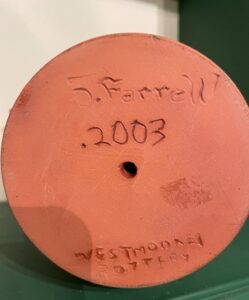 J. Farrell
.2003
WESTMOORE
POTTERY